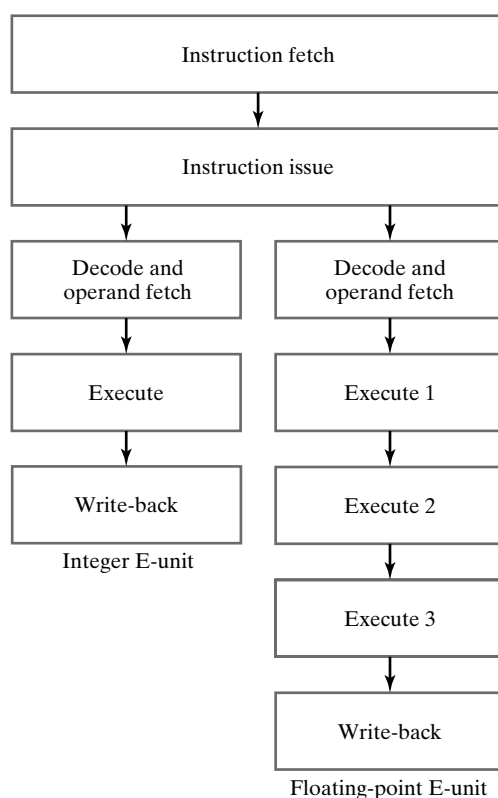 Instruction fetch
Instruction issue
Decode and
operand fetch
Execute
Write-back
Integer E-unit
Decode and
operand fetch
Execute 1
Execute 2
Execute 3
Write-back
Floating-point E-unit